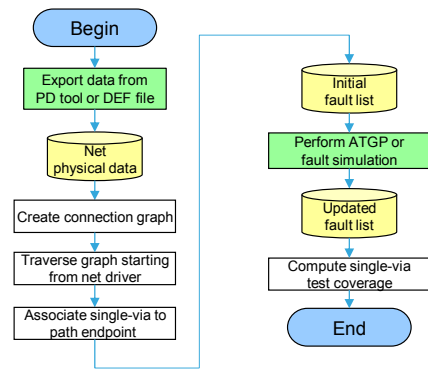 Begin
Export data from
PD tool or DEF file
Net
physical data
Create connection graph
Traverse graph starting
from net driver
Associate single-via to
path endpoint
Initial
fault list
Perform ATGP or
fault simulation
Updated
fault list
Compute single-via
test coverage
End